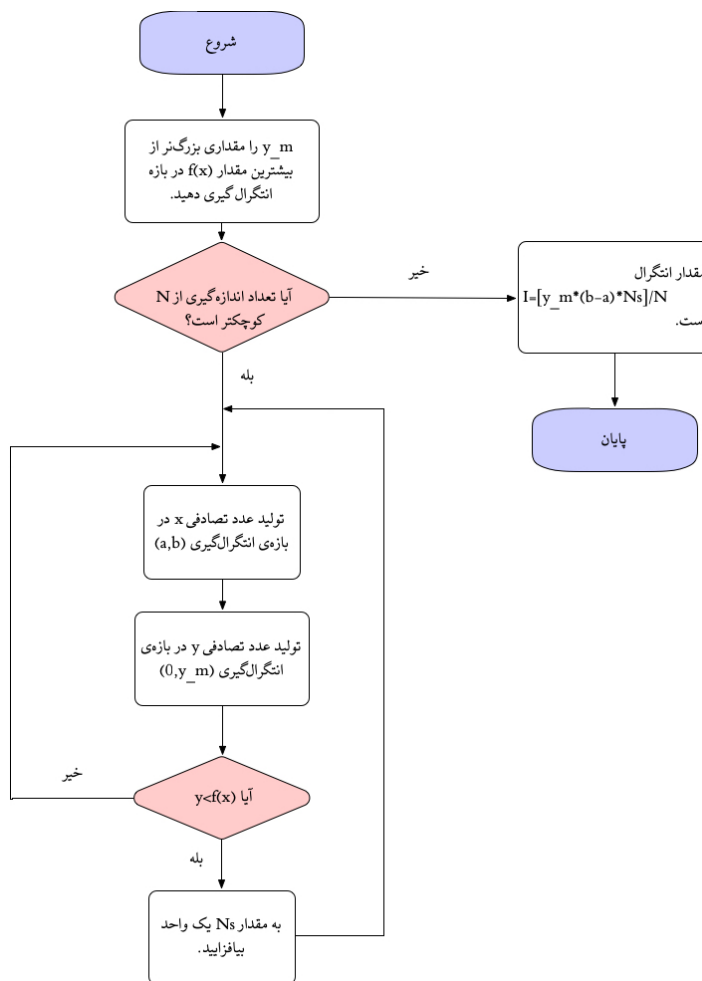 شروع
y_m را مقداری بزرگ‌تر از
بیشترین مقدار f(x) در بازه
انتگرال‌گیری دهید.
آیا تعداد اندازه‌گیری از N
کوچکتر است؟
خیر
مقدار انتگرال
I=[y_m*(b-a)*Ns]/N
ست.
پایان
بله
تولید عدد تصادفی x در
بازه‌ی انتگرال‌گیری (a,b)
تولید عدد تصادفی y در بازه‌ی
انتگرال‌گیری (0,y_m)
خیر
آیا y<f(x)
بله
به مقدار Ns یک واحد
بیافزایید.